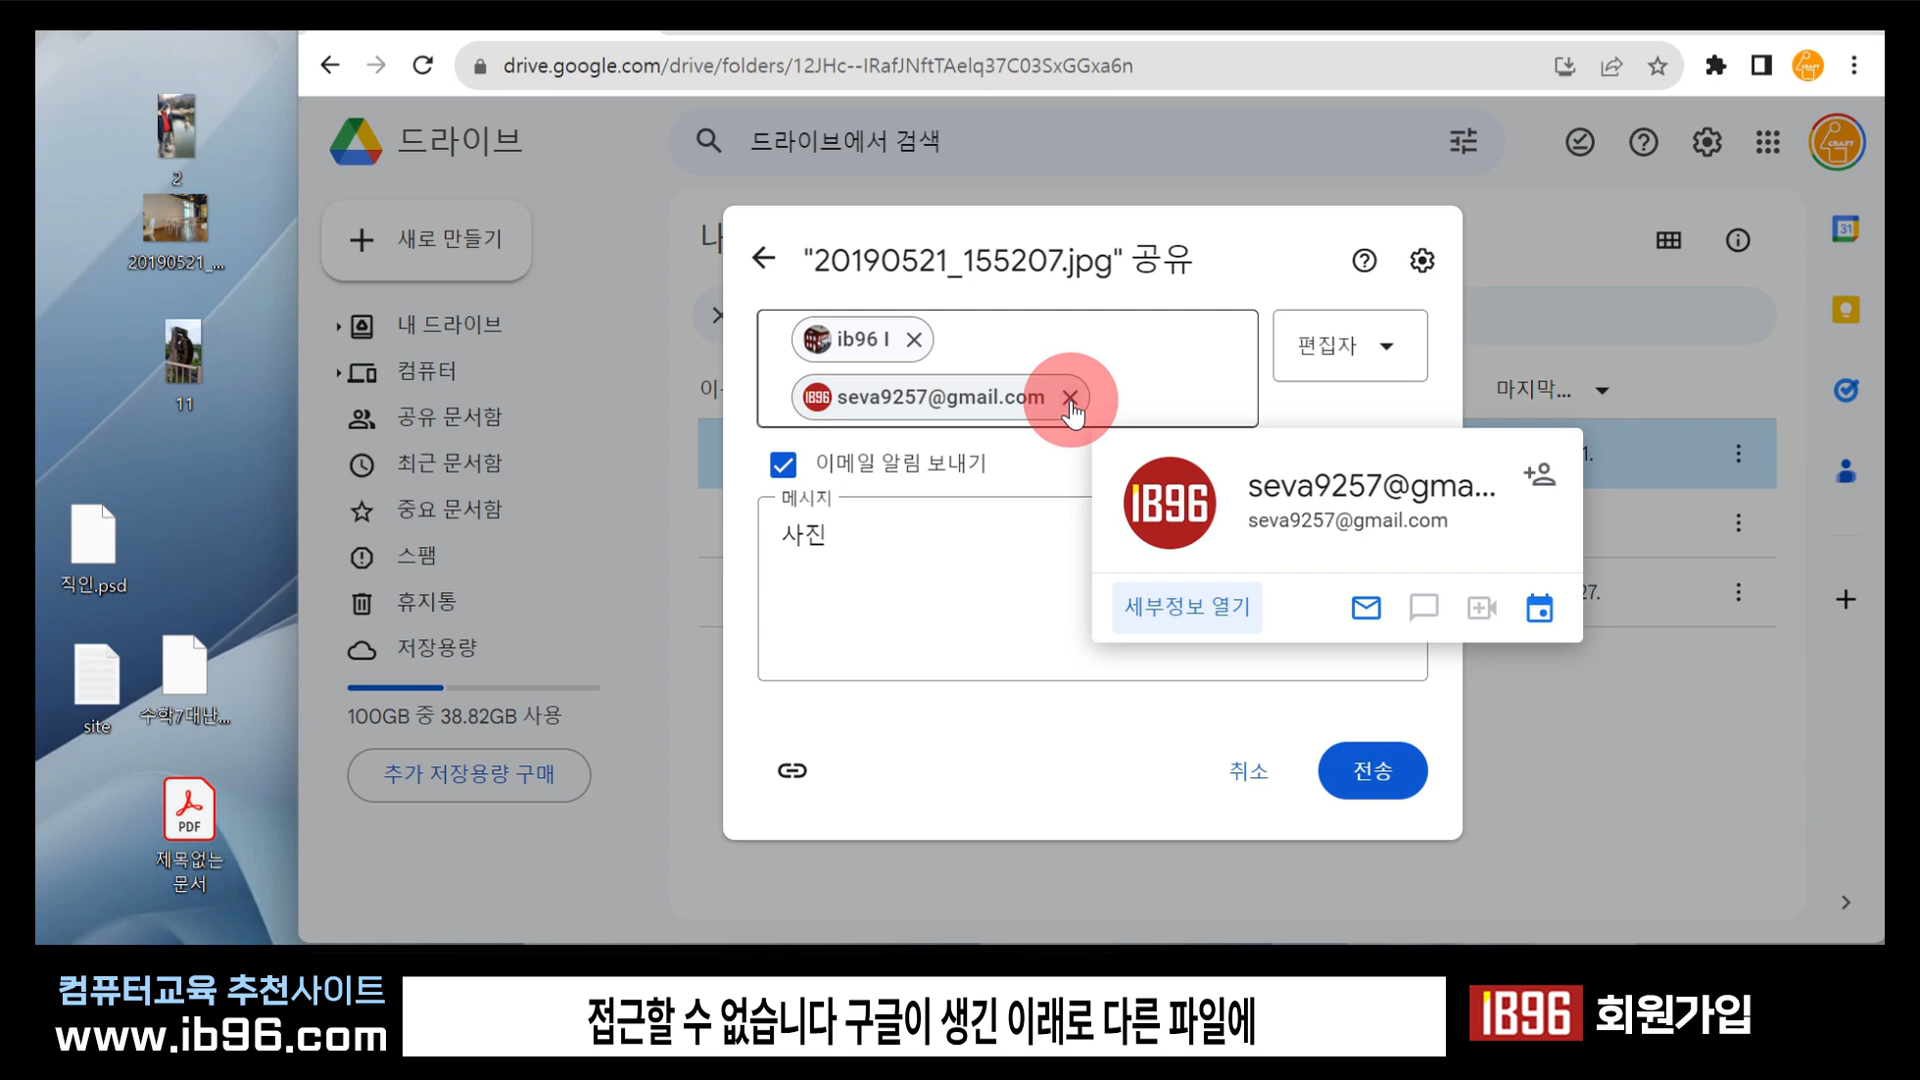 drive.google.com/drive/folders/12JHc--IRafJNftTAelq37C03SxGGxa6n
드라이브
드라이브에서 검색
2
20190521_...
11
직인.psd
site
수학7대난...
PDF
제목없는
문서
새로 만들기
내 드라이브
컴퓨터
공유 문서함
최근 문서함
중요 문서함
스팸
휴지통
저장용량
100GB 중 38.82GB 사용
추가 저장용량 구매
"20190521_155207.jpg" 공유
ib96 I
IB96 seva9257@gmail.com
편집자
마지막...
이메일 알림 보내기
메시지
사진
IB96
seva9257@gma...
seva9257@gmail.com
세부정보 열기
1.
27.
31
취소
전송
컴퓨터교육 추천사이트
www.ib96.com
접근할 수 없습니다 구글이 생긴 이래로 다른 파일에
IB96 회원가입